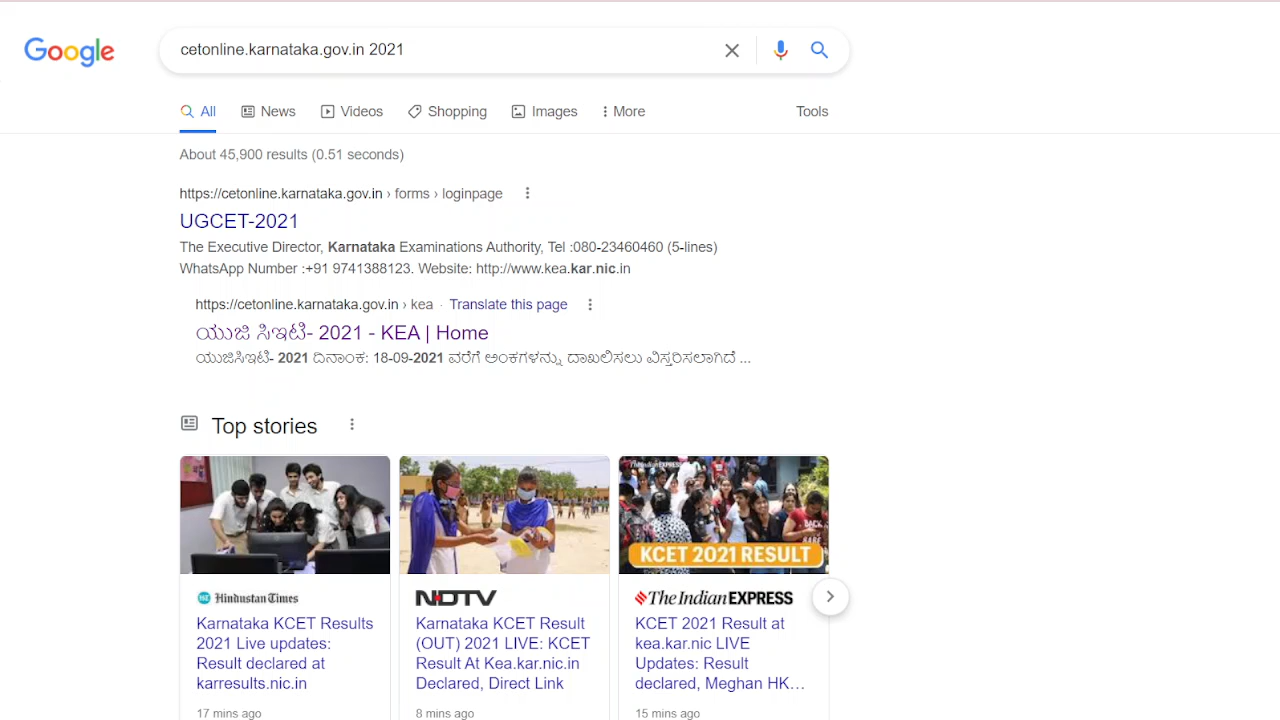 Google
cetonline.karnataka.gov.in 2021
All News Videos Shopping Images More Tools
About 45,900 results (0.51 seconds)
https://cetonline.karnataka.gov.in › forms › loginpage
UGCET-2021
The Executive Director, Karnataka Examinations Authority, Tel :080-23460460 (5-lines)
WhatsApp Number :+91 9741388123. Website: http://www.kea.kar.nic.in
https://cetonline.karnataka.gov.in › kea · Translate this page
ಯುಜಿ ಸಿಇಟಿ- 2021 - KEA | Home
ಯುಜಿಸಿಇಟಿ- 2021 ದಿನಾಂಕ: 18-09-2021 ವರೆಗೆ ಅಂಕಗಳನ್ನು ದಾಖಲಿಸಲು ವಿಸ್ತರಿಸಲಾಗಿದೆ ...
Top stories
HT Hindustan Times
Karnataka KCET Results
2021 Live updates:
Result declared at
karresults.nic.in
17 mins ago
NDTV
Karnataka KCET Result
(OUT) 2021 LIVE: KCET
Result At Kea.kar.nic.in
Declared, Direct Link
8 mins ago
The Indian EXPRESS
BACK
KCET 2021 RESULT
The Indian EXPRESS
KCET 2021 Result at
kea.kar.nic LIVE
Updates: Result
declared, Meghan HK…
15 mins ago